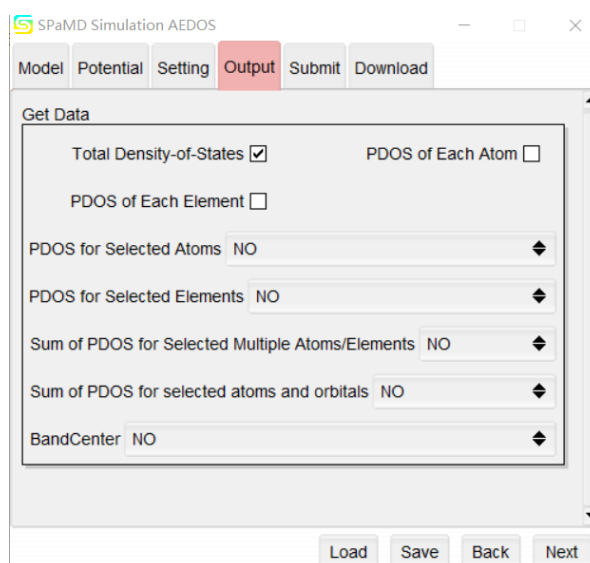 SPaMD Simulation AEDOS
Model Potential Setting Output Submit Download
Get Data
Total Density-of-States PDOS of Each Atom
PDOS of Each Element
PDOS for Selected Atoms NO
PDOS for Selected Elements NO
Sum of PDOS for Selected Multiple Atoms/Elements NO
Sum of PDOS for selected atoms and orbitals NO
BandCenter NO
Load Save Back Next